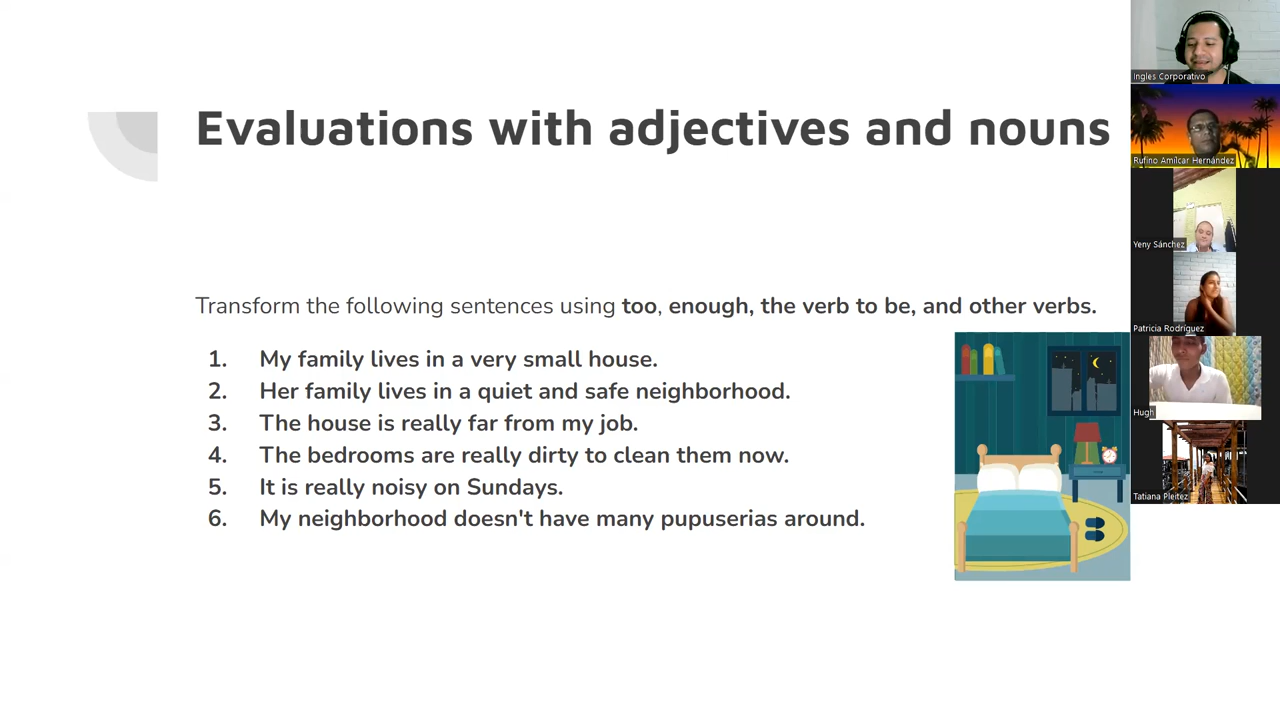 Evaluations with adjectives and nouns
Transform the following sentences using too, enough, the verb to be, and other verbs.
1. My family lives in a very small house.
2. Her family lives in a quiet and safe neighborhood.
3. The house is really far from my job.
4. The bedrooms are really dirty to clean them now.
5. It is really noisy on Sundays.
6. My neighborhood doesn't have many pupuserias around.
Ingles Corporativo
Rufino Amílcar Hernández
Yeny Sánchez
Patricia Rodríguez
Hugh
Tatiana Pleitez